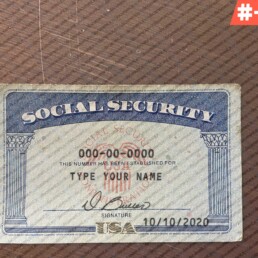 #-
SOCIAL SECURITY
000-00-0000
THIS NUMBER HAS BEEN ESTABLISHED FOR
TYPE YOUR NAME
SIGNATURE
10/10/2020
USA